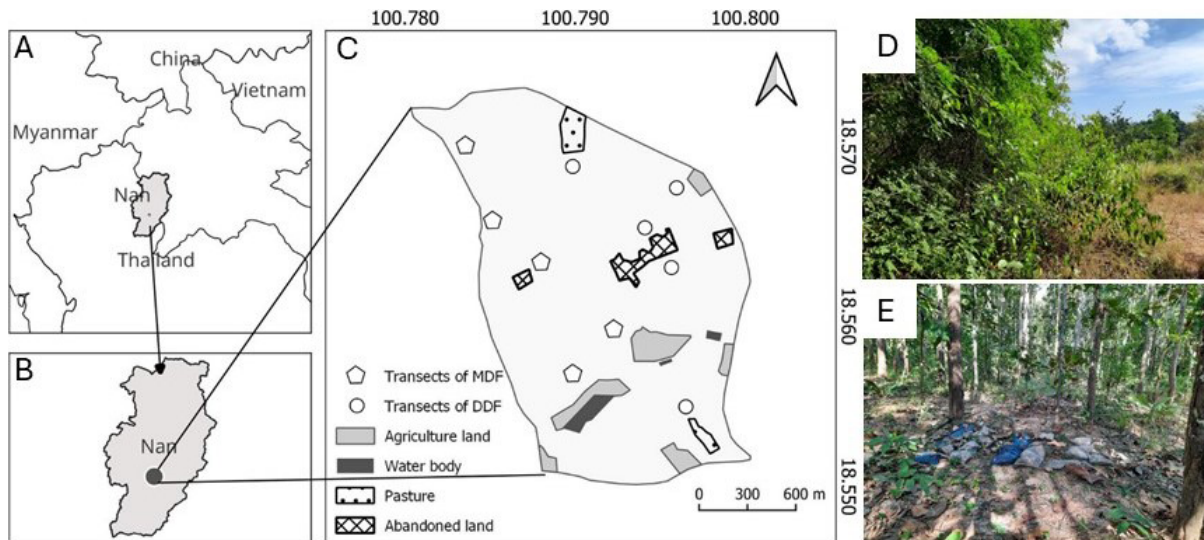 A
China
Vietnam
Myanmar
Nan
Thailand
B
Nan
C
100.780 100.790 100.800
18.570
18.560
18.550
Transects of MDF
Transects of DDF
Agriculture land
Water body
Pasture
Abandoned land
0 300 600 m
D
E